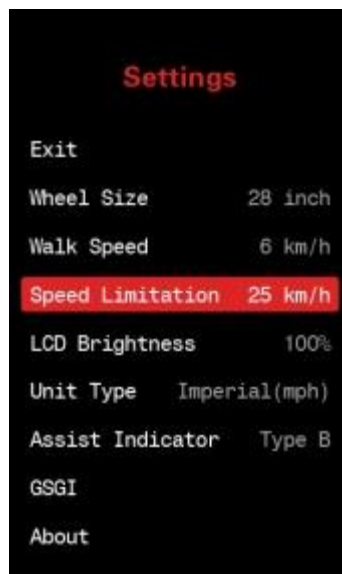 Settings
Exit
Wheel Size 28 inch
Walk Speed 6 km/h
Speed Limitation 25 km/h
LCD Brightness 100%
Unit Type Imperial(mph)
Assist Indicator Type B
GSGI
About